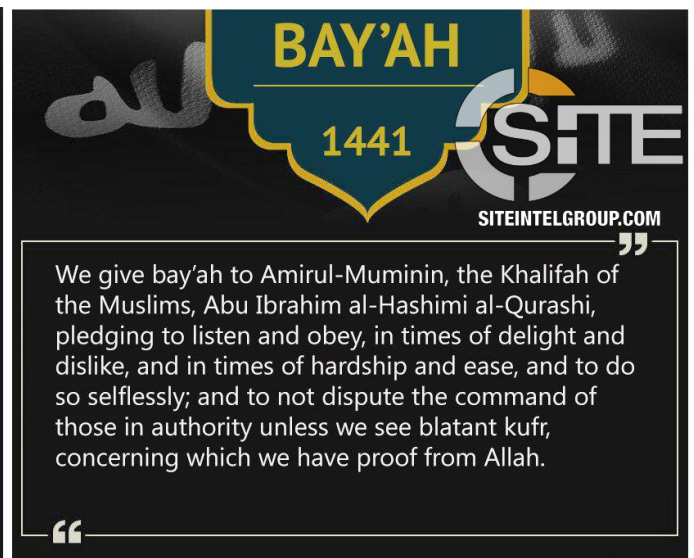 BAY'AH
1441
SITE
SITEINTELGROUP.COM
”
We give bay'ah to Amirul-Muminin, the Khalifah of
the Muslims, Abu Ibrahim al-Hashimi al-Qurashi,
pledging to listen and obey, in times of delight and
dislike, and in times of hardship and ease, and to do
so selflessly; and to not dispute the command of
those in authority unless we see blatant kufr,
concerning which we have proof from Allah.
“